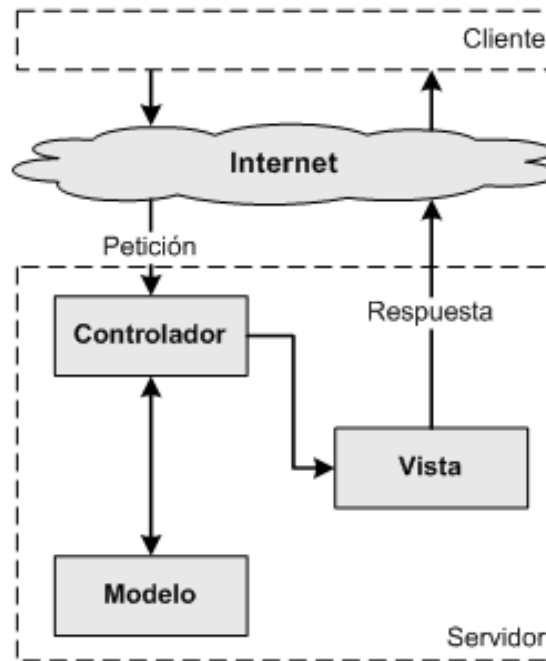 Cliente
Internet
Petición
Controlador
Respuesta
Vista
Modelo
Servidor